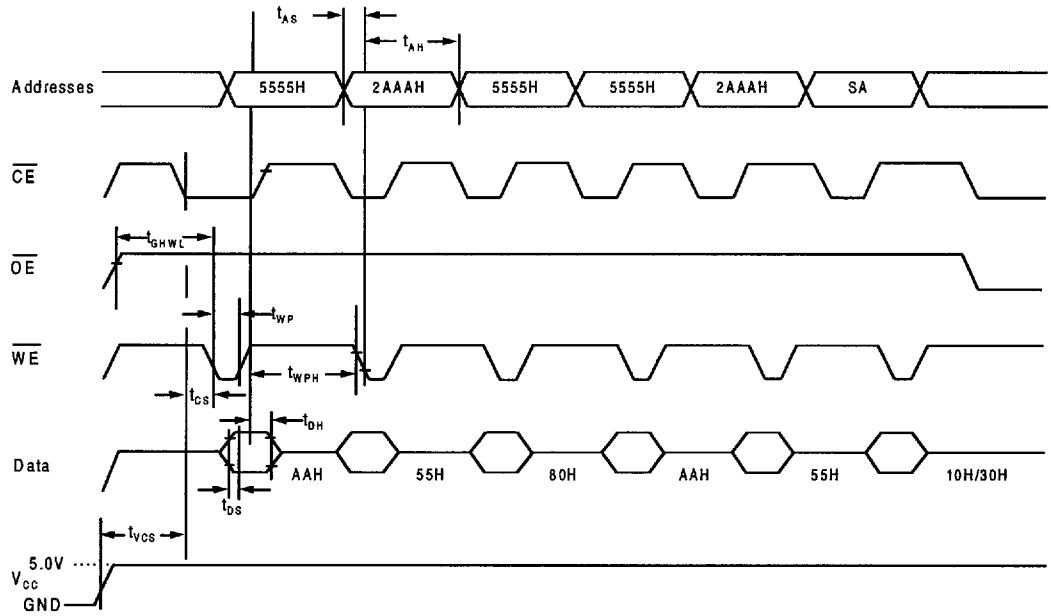 tAS
tAH
Addresses 5555H 2AAAH 5555H 5555H 2AAAH SA
CE
tGHWL
OE
tWP
WE
tWPH
tCS
tDH
Data AAH 55H 80H AAH 55H 10H/30H
tDS
tVCS
5.0V
VCC
GND